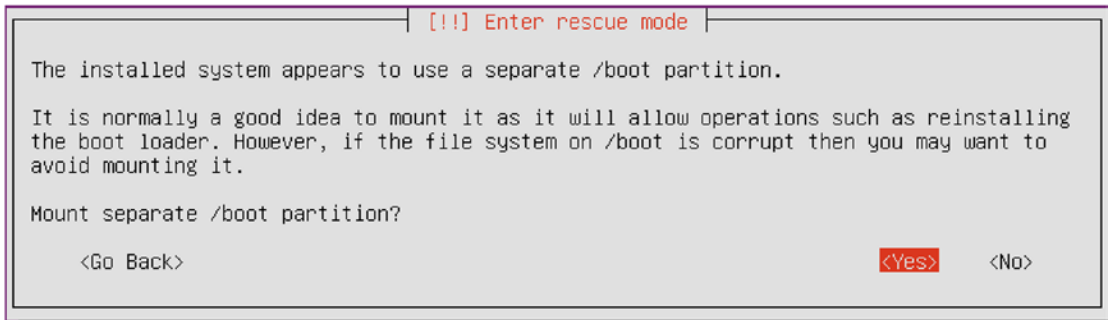 [!!] Enter rescue mode
The installed system appears to use a separate /boot partition.
It is normally a good idea to mount it as it will allow operations such as reinstalling
the boot loader. However, if the file system on /boot is corrupt then you may want to
avoid mounting it.
Mount separate /boot partition?
<Go Back> <Yes> <No>